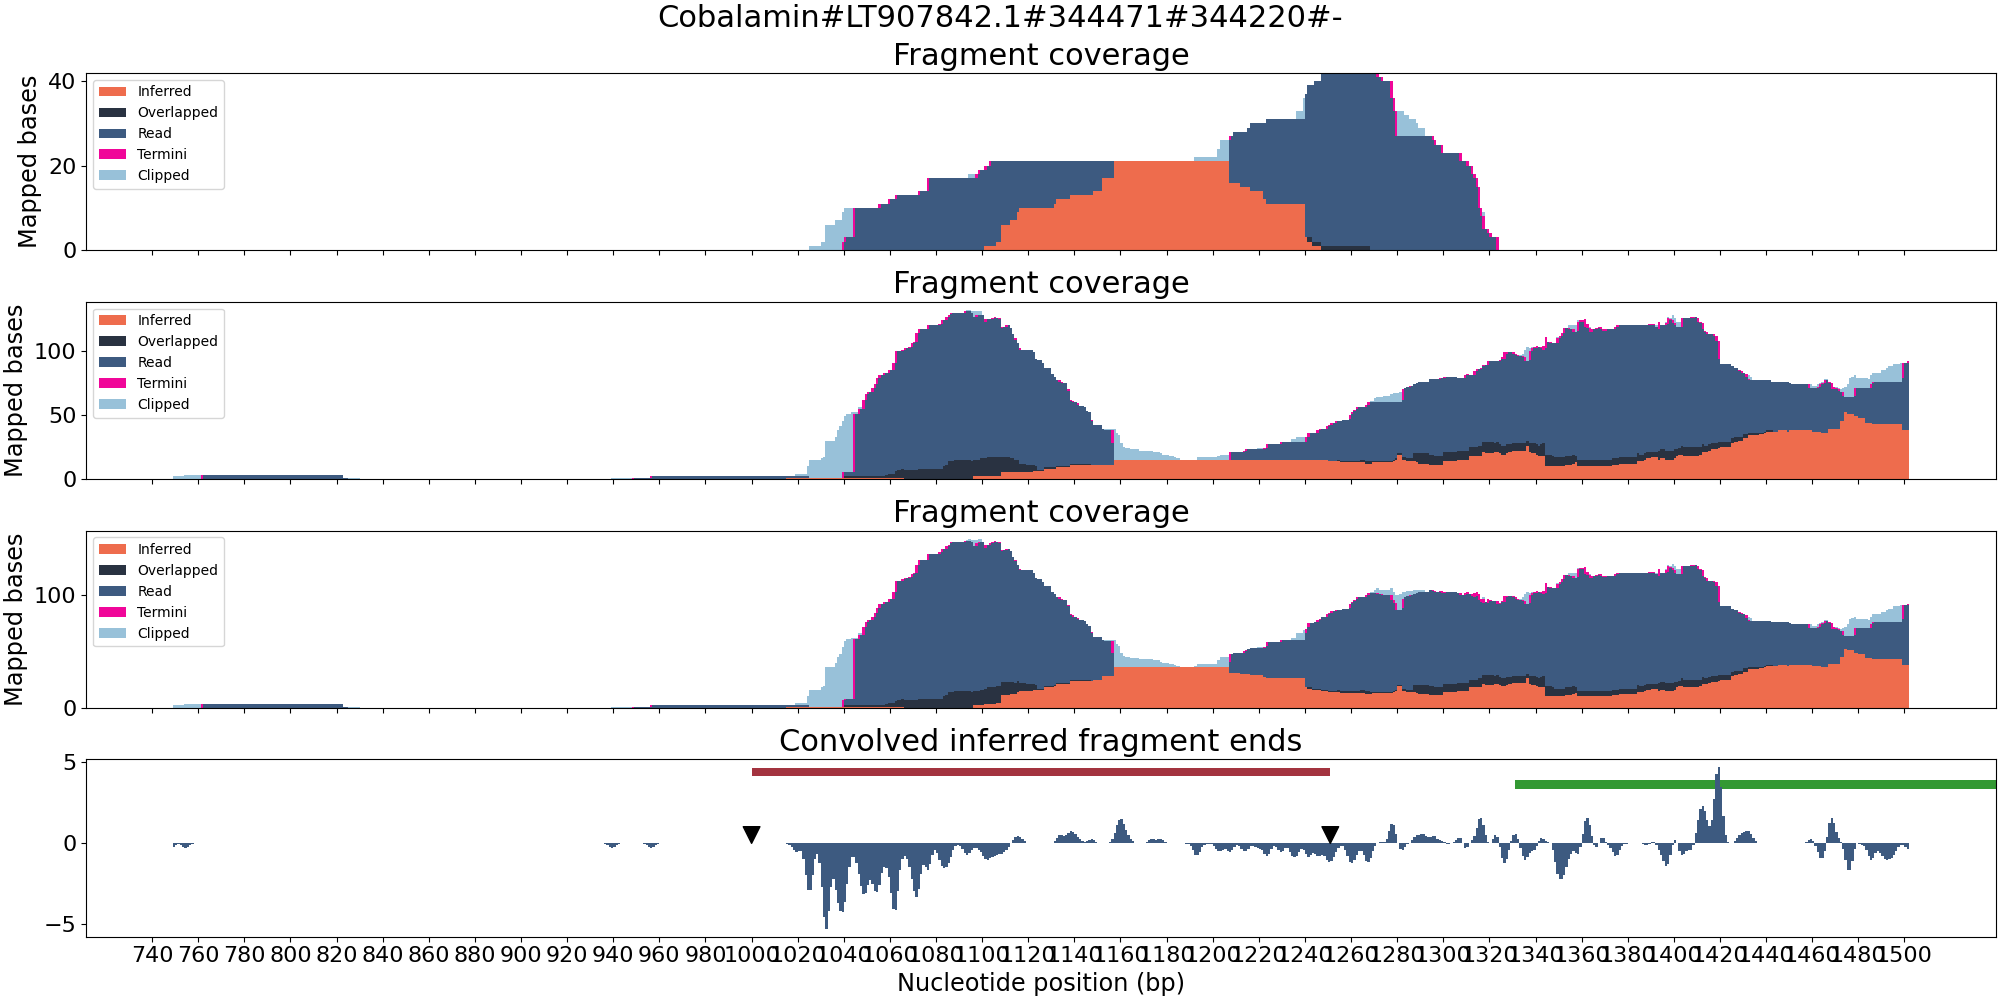 Cobalamin#LT907842.1#344471#344220#-
Fragment coverage
Mapped bases
40
20
0
Inferred
Overlapped
Read
Termini
Clipped
Fragment coverage
Mapped bases
100
50
0
Inferred
Overlapped
Read
Termini
Clipped
Fragment coverage
Mapped bases
100
0
Inferred
Overlapped
Read
Termini
Clipped
Convolved inferred fragment ends
5
0
−5
740 760 780 800 820 840 860 880 900 920 940 960 980 1000 1020 1040 1060 1080 1100 1120 1140 1160 1180 1200 1220 1240 1260 1280 1300 1320 1340 1360 1380 1400 1420 1440 1460 1480 1500
Nucleotide position (bp)